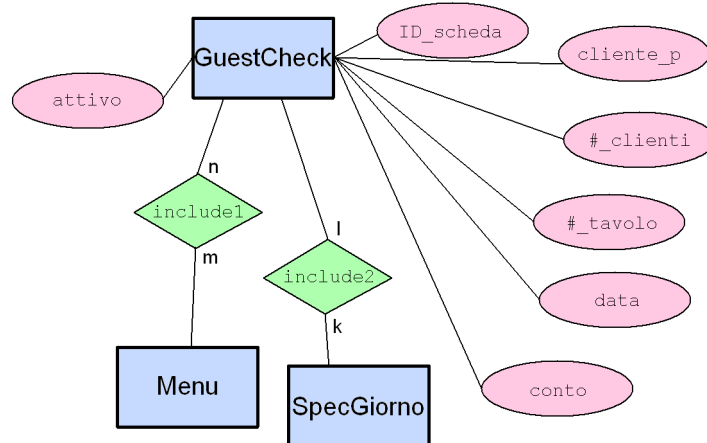 ID_scheda
GuestCheck
cliente_p
attivo
#_clienti
n
include1
m
#_tavolo
l
include2
k
data
Menu
SpecGiorno
conto